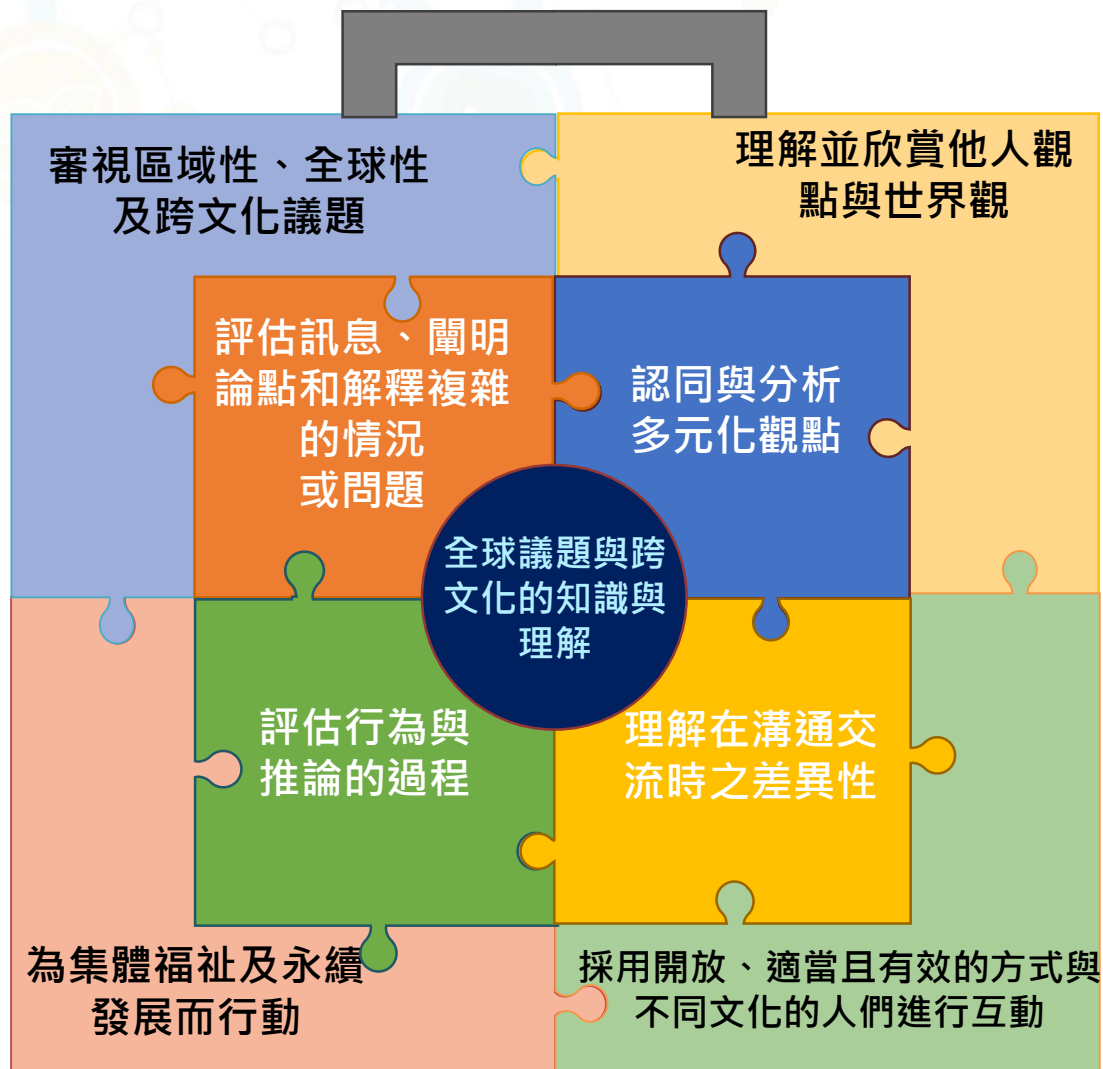 審視區域性、全球性
及跨文化議題
理解並欣賞他人觀
點與世界觀
評估訊息、闡明
論點和解釋複雜
的情況
或問題
認同與分析
多元化觀點
全球議題與跨
文化的知識與
理解
評估行為與
推論的過程
理解在溝通交
流時之差異性
為集體福祉及永續
發展而行動
採用開放、適當且有效的方式與
不同文化的人們進行互動